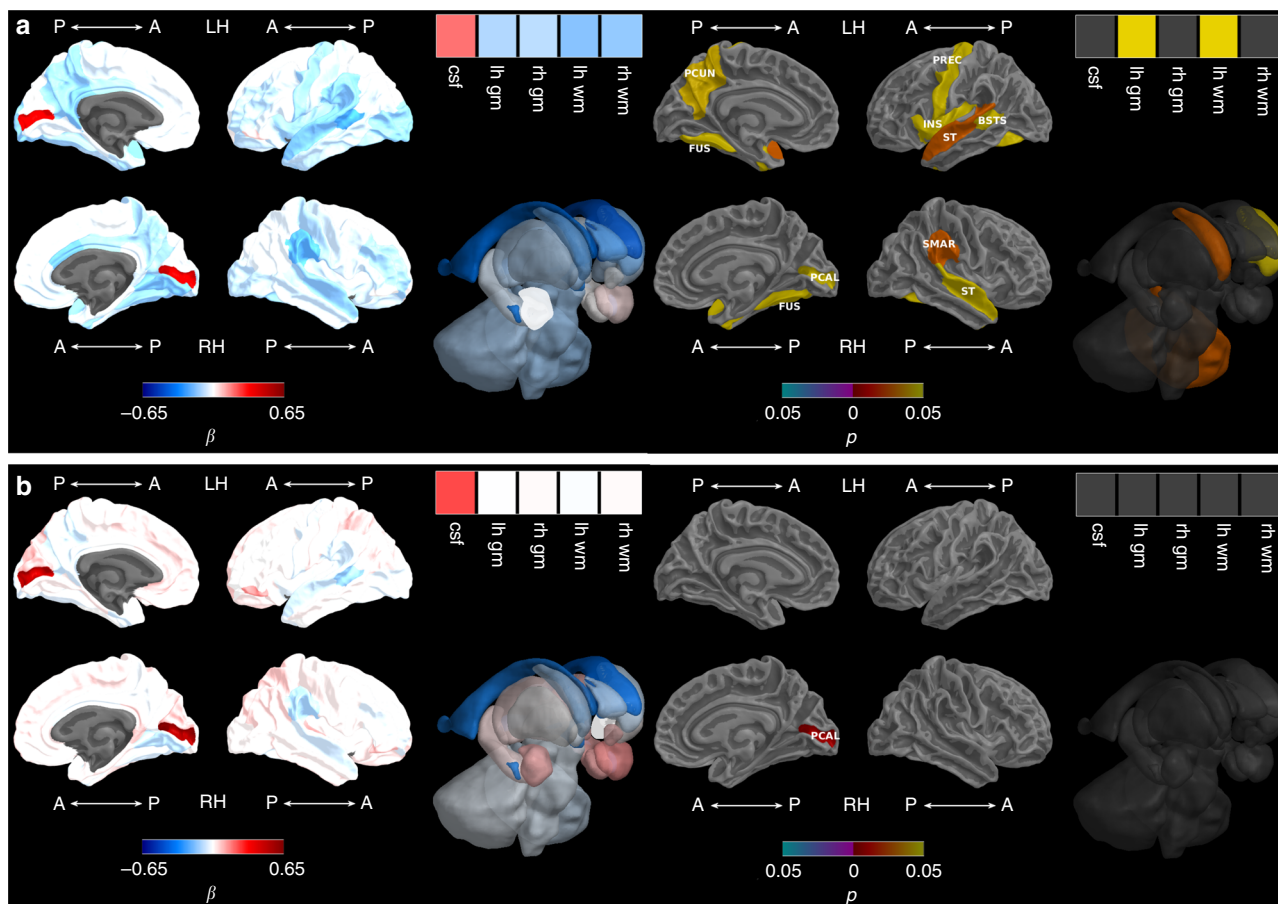 a
P A LH A P
csf
lh gm
rh gm
lh wm
rh wm
P A LH A P
csf
lh gm
rh gm
lh wm
rh wm
PCUN
FUS
PREC
INS
ST
BSTS
PCAL
FUS
SMAR
ST
A P RH P A
A P RH P A
−0.65 0.65
β
0.05 0 0.05
p
b
P A LH A P
csf
lh gm
rh gm
lh wm
rh wm
P A LH A P
csf
lh gm
rh gm
lh wm
rh wm
PCAL
A P RH P A
A P RH P A
−0.65 0.65
β
0.05 0 0.05
p